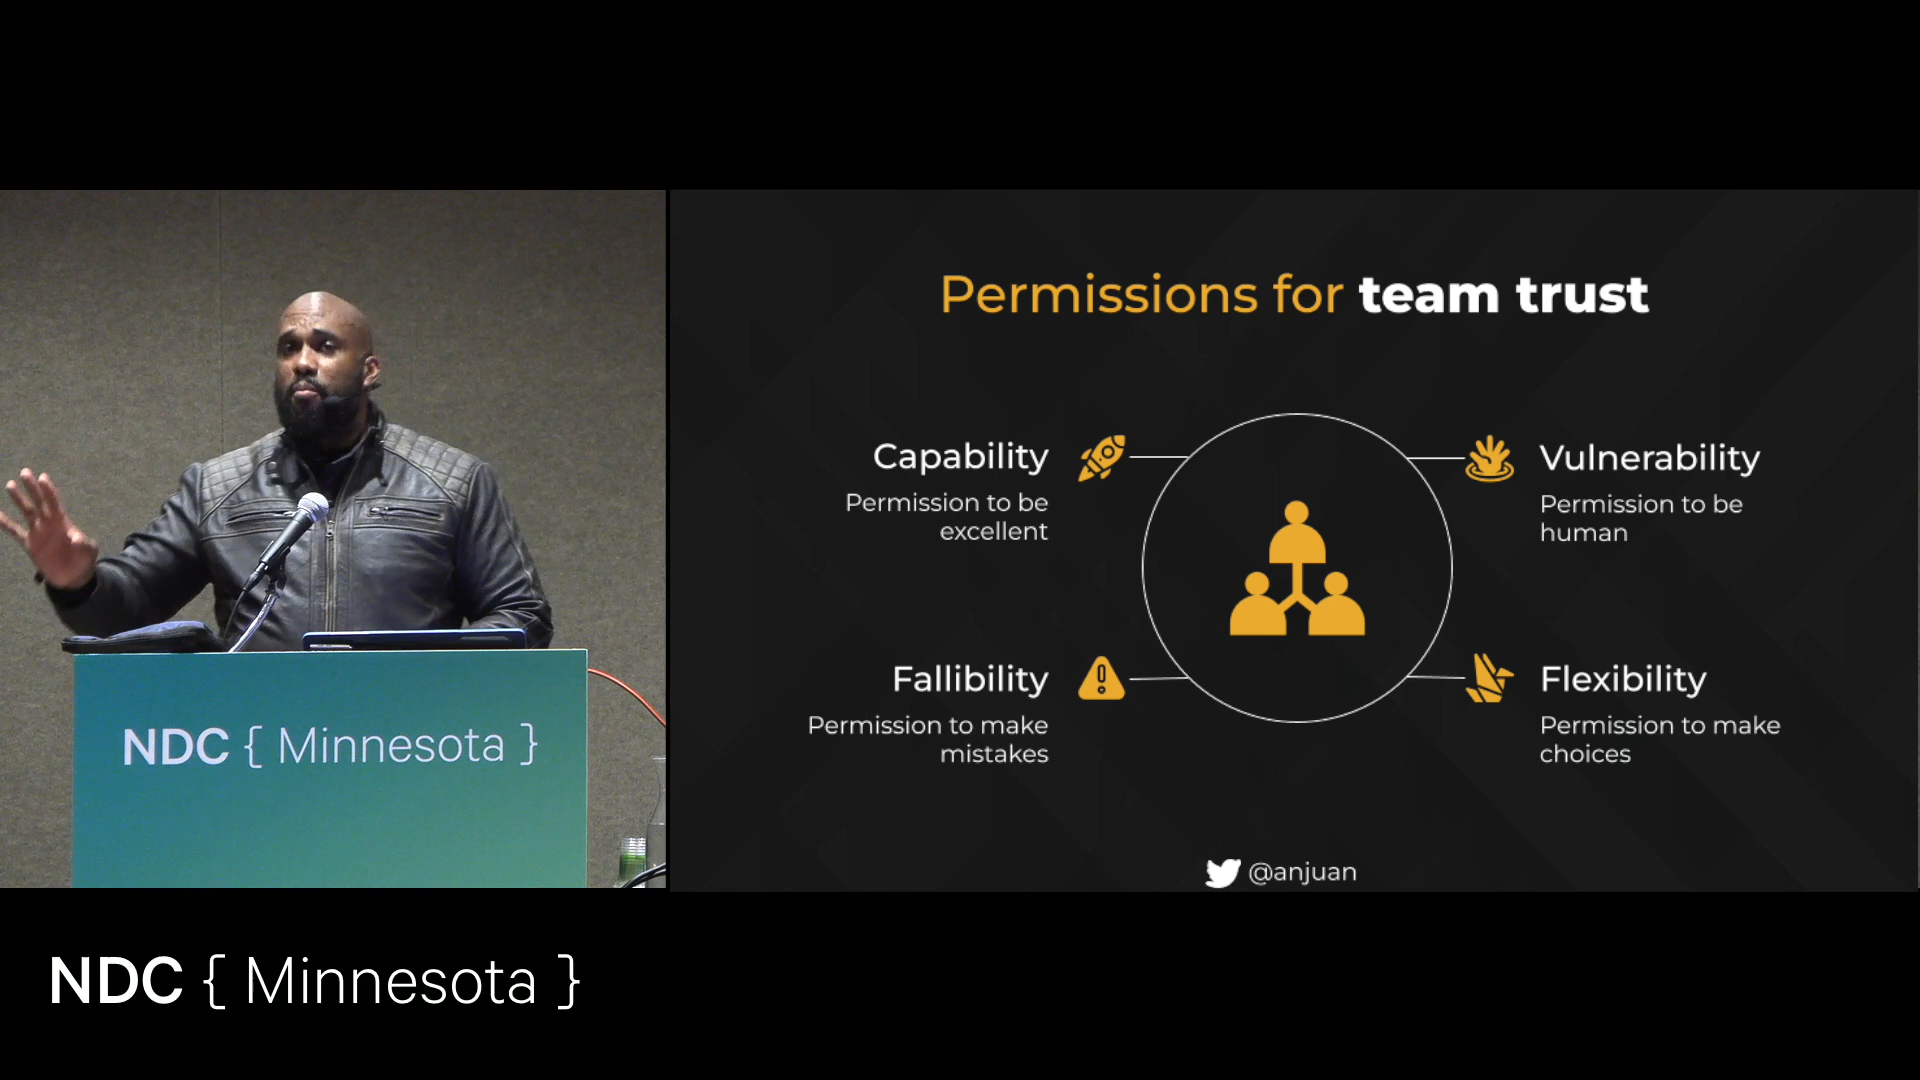 Permissions for team trust
Capability
Permission to be
excellent
Vulnerability
Permission to be
human
Fallibility
Permission to make
mistakes
Flexibility
Permission to make
choices
@anjuan
NDC { Minnesota }
NDC { Minnesota }